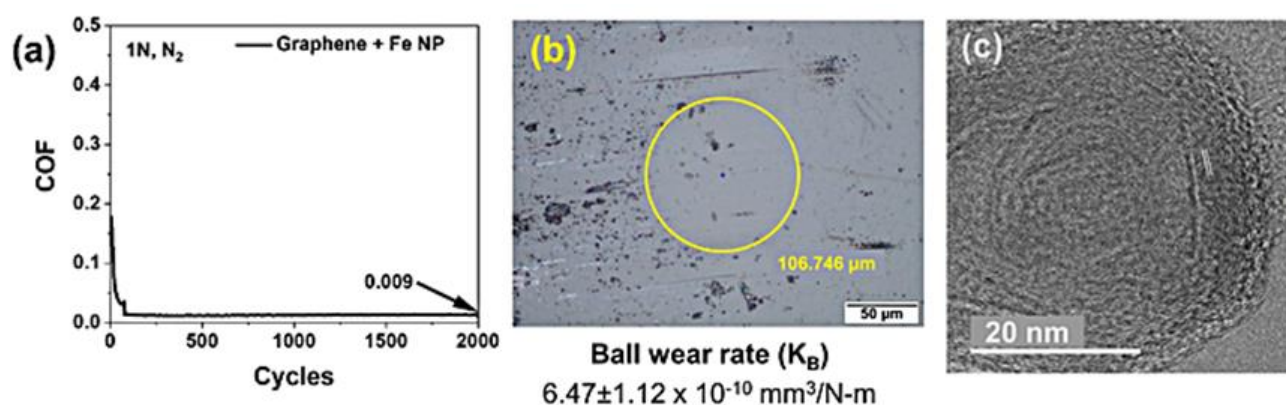 (a)
1N, N₂
Graphene + Fe NP
0.5
0.4
0.3
0.2
0.1
0.0
COF
0.009
0
500
1000
1500
2000
Cycles
(b)
106.746 µm
50 µm
Ball wear rate (K_B)
6.47±1.12 x 10⁻¹⁰ mm³/N-m
(c)
20 nm